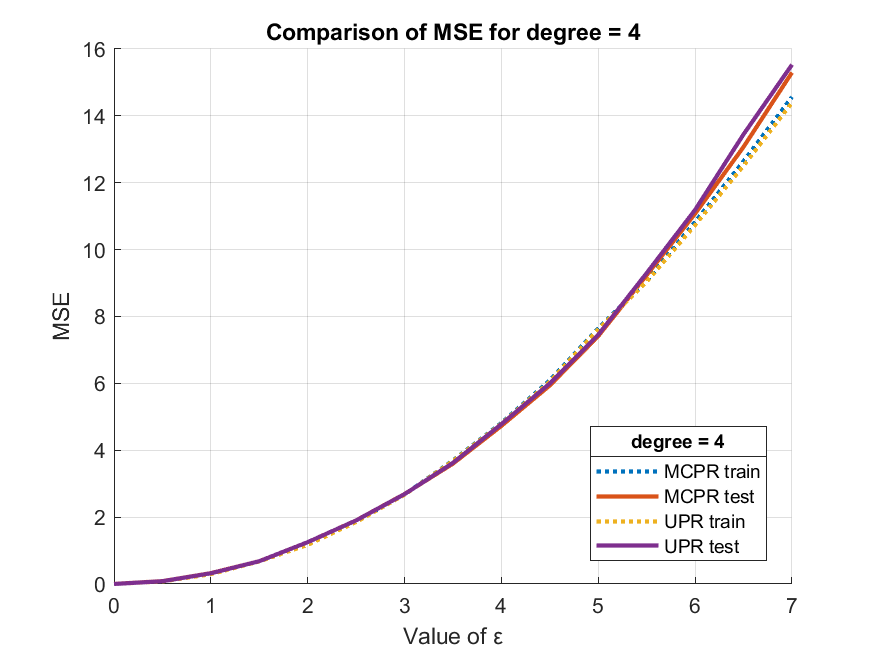 Comparison of MSE for degree = 4
16
14
12
10
8
6
4
2
0
MSE
0 1 2 3 4 5 6 7
Value of ε
degree = 4
MCPR train
MCPR test
UPR train
UPR test